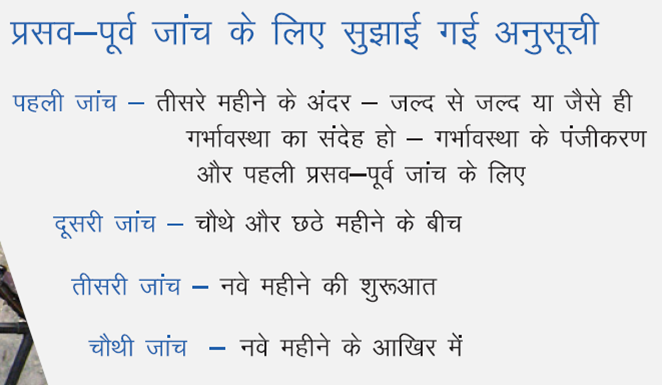 प्रसव–पूर्व जांच के लिए सुझाई गई अनुसूची
पहली जांच – तीसरे महीने के अंदर – जल्द से जल्द या जैसे ही
गर्भावस्था का संदेह हो – गर्भावस्था के पंजीकरण
और पहली प्रसव–पूर्व जांच के लिए
दूसरी जांच – चौथे और छठे महीने के बीच
तीसरी जांच – नवे महीने की शुरूआत
चौथी जांच – नवे महीने के आखिर में